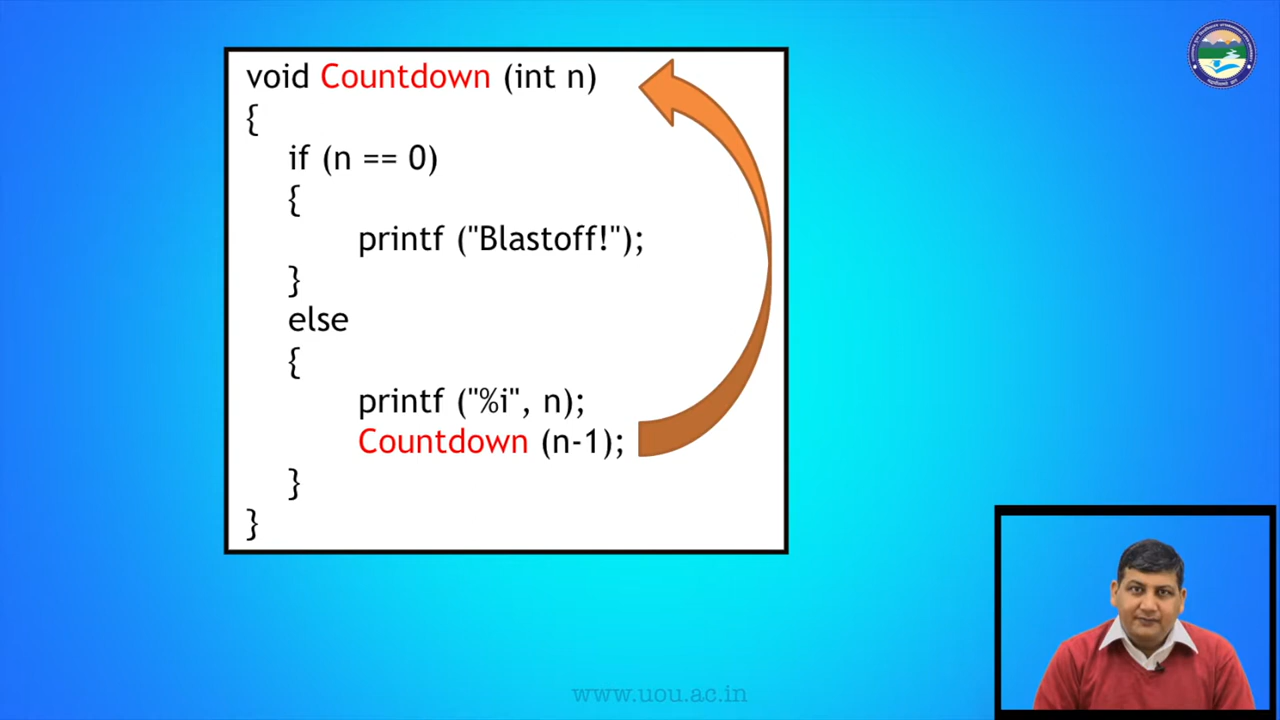 void Countdown (int n)
{
if (n == 0)
{
printf ("Blastoff!");
}
else
{
printf ("%i", n);
Countdown (n-1);
}
}
www.uou.ac.in